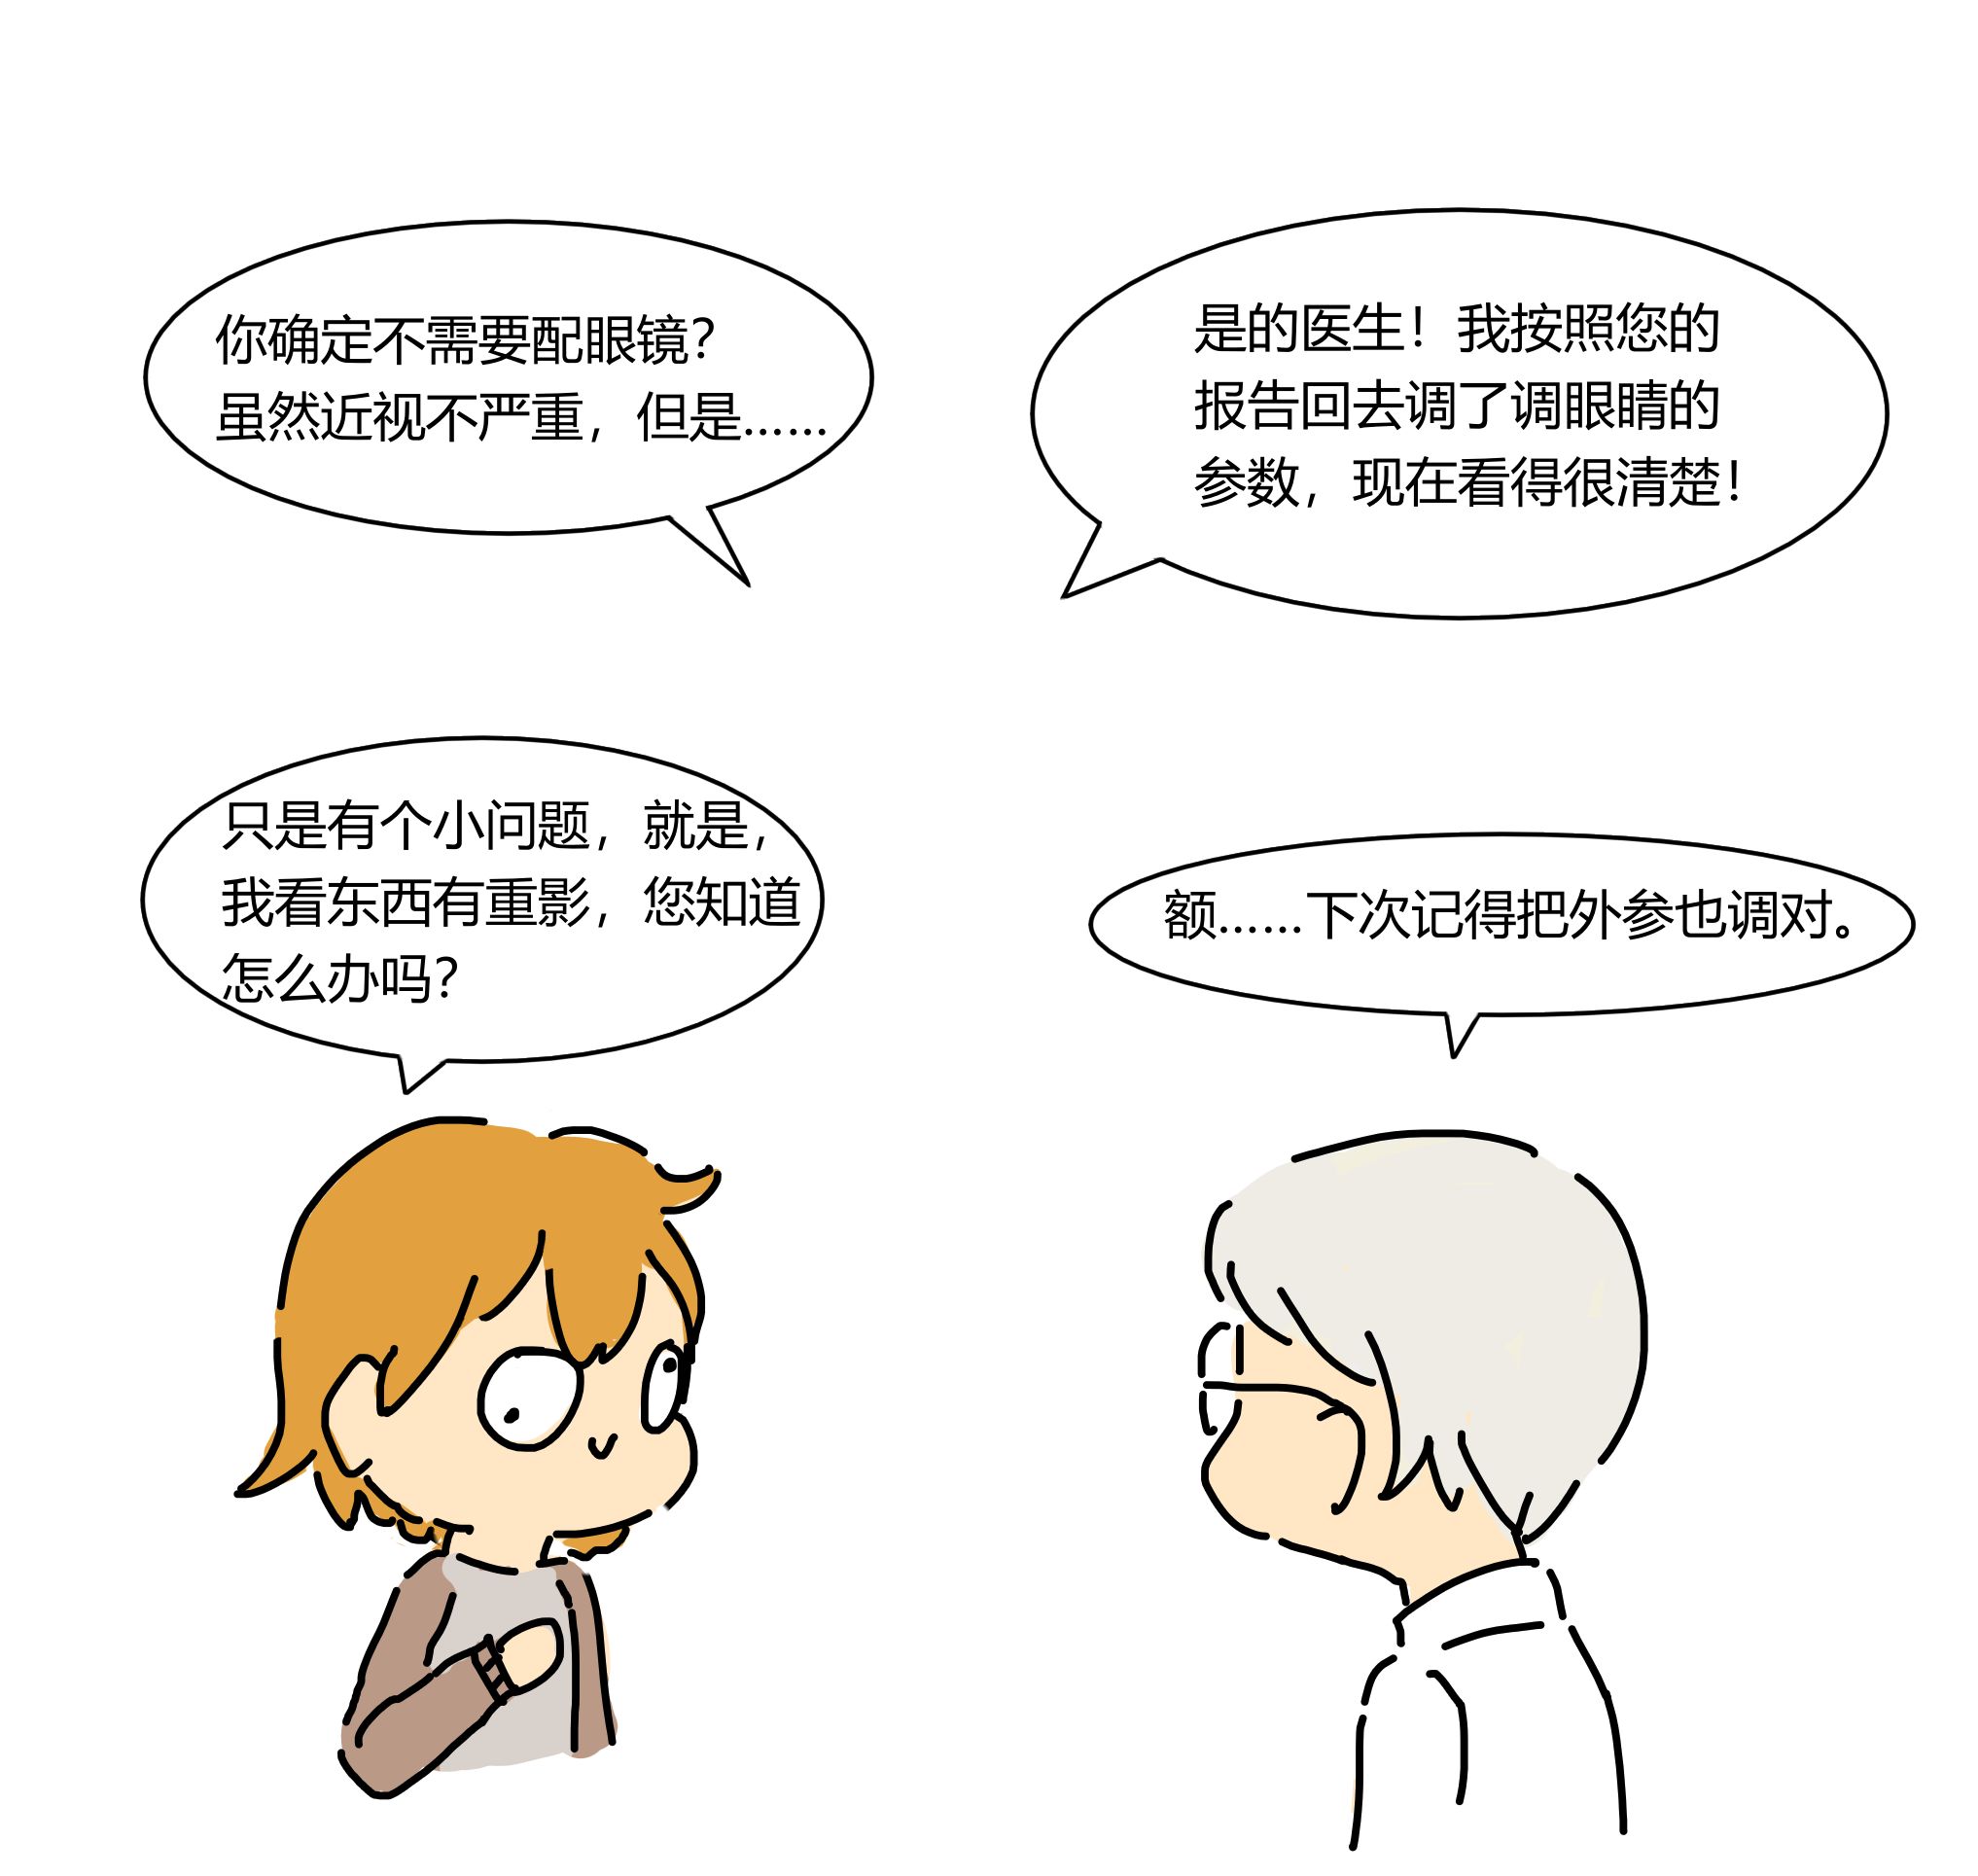 你确定不需要配眼镜？
虽然近视不严重，但是……
是的医生！我按照您的
报告回去调了调眼睛的
参数，现在看得很清楚！
只是有个小问题，就是，
我看东西有重影，您知道
怎么办吗？
额……下次记得把外参也调对。